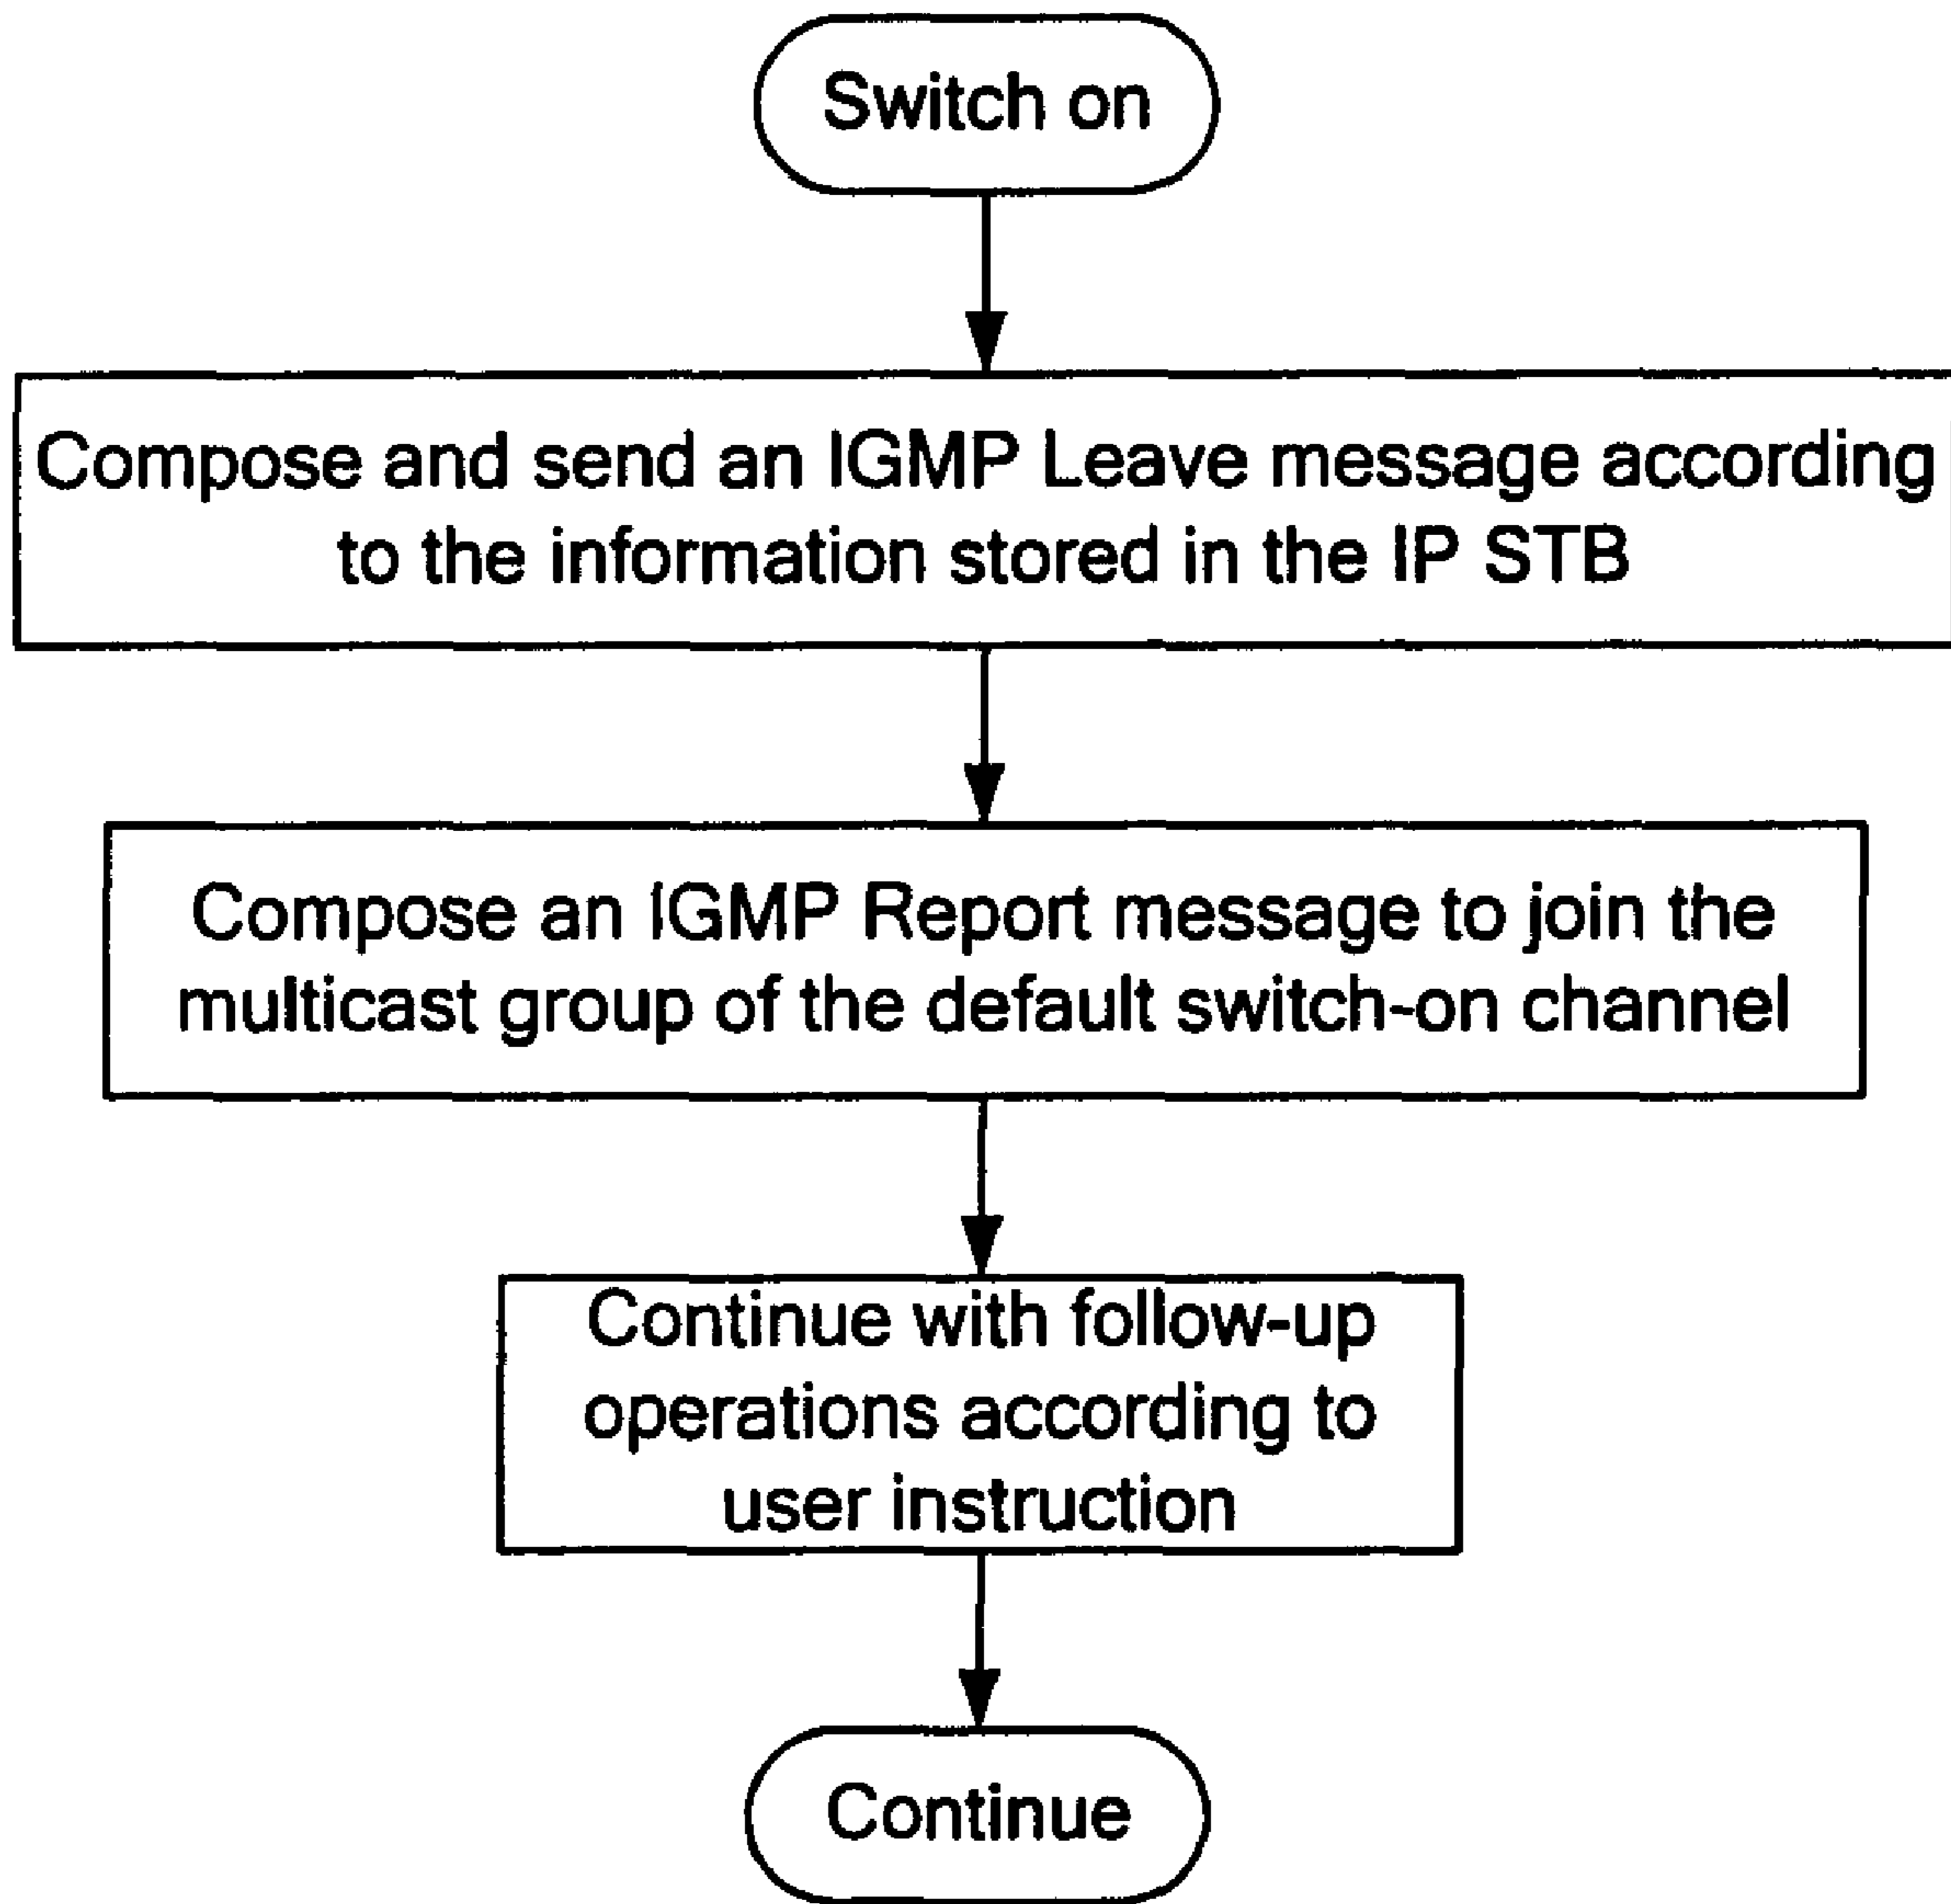 Switch on
Compose and send an IGMP Leave message according
to the information stored in the IP STB
Compose an IGMP Report message to join the
multicast group of the default switch-on channel
Continue with follow-up
operations according to
user instruction
Continue